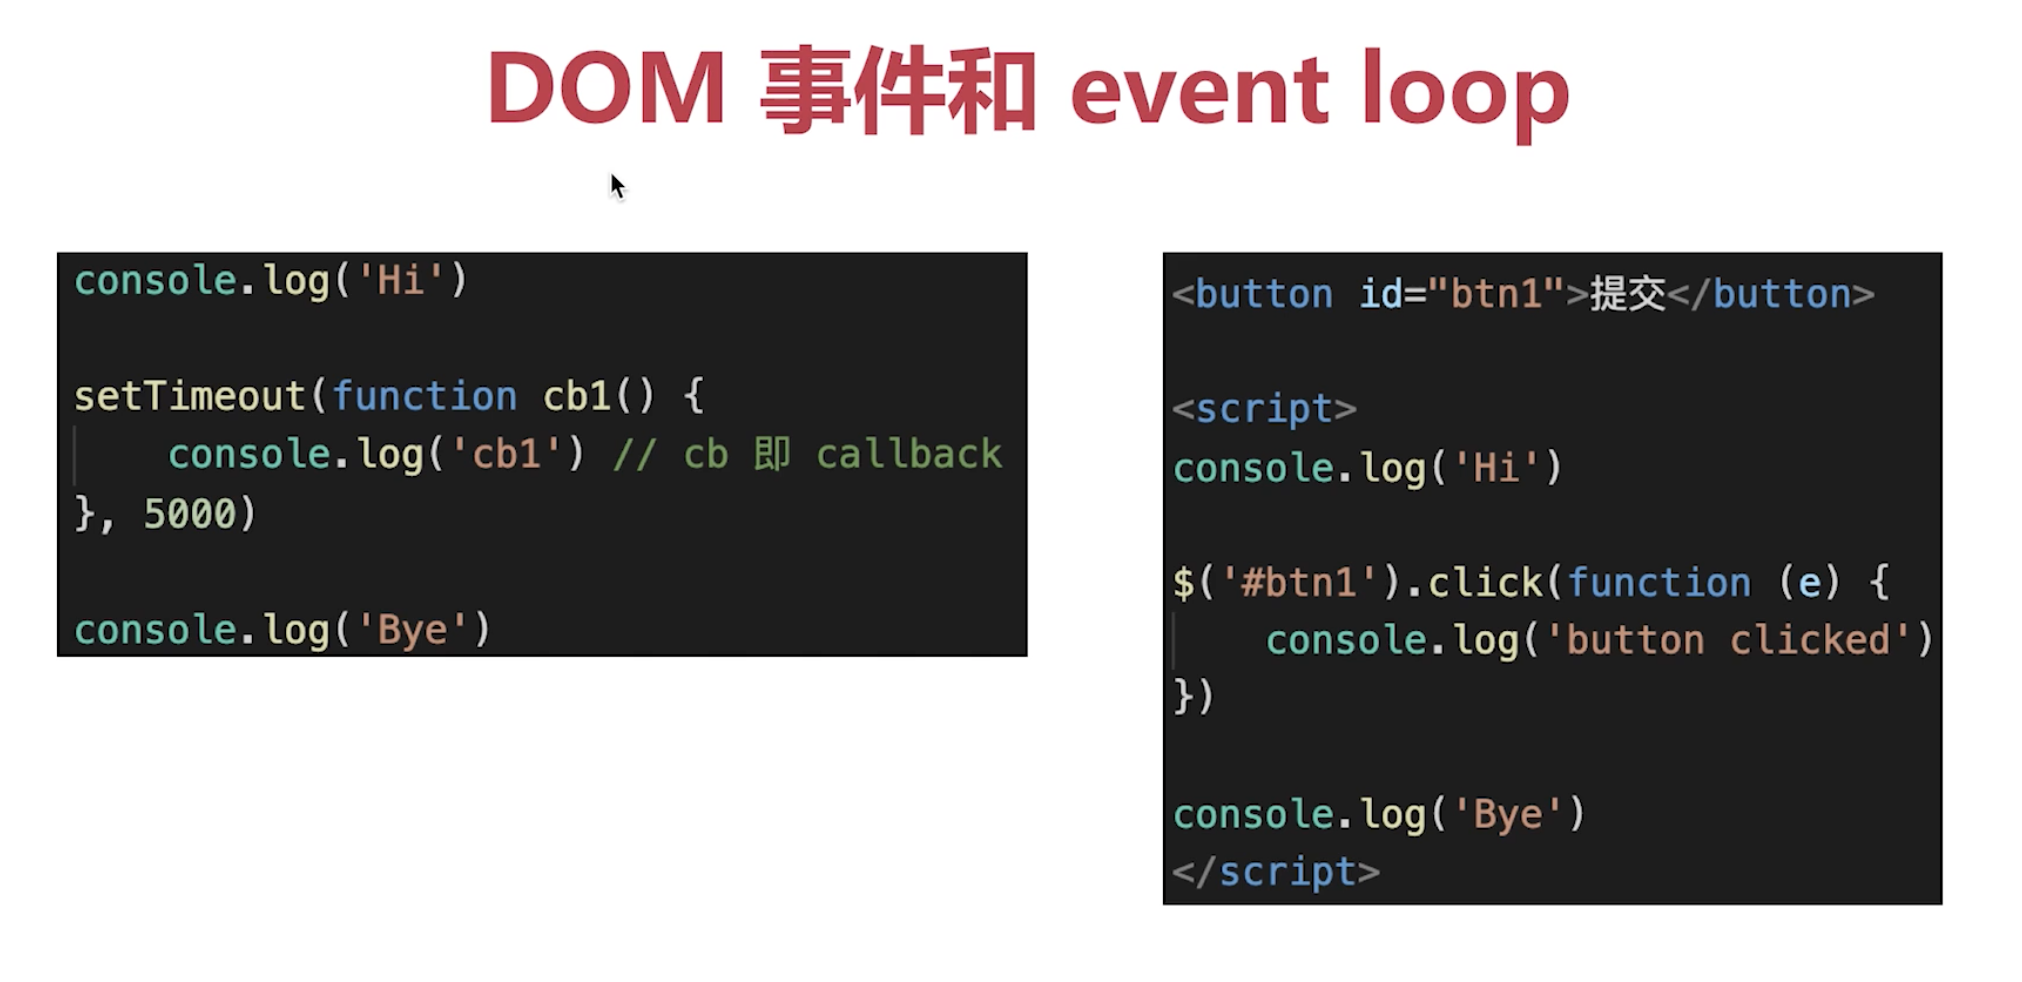 DOM 事件和 event loop
console.log('Hi')
setTimeout(function cb1() {
    console.log('cb1') // cb 即 callback
}, 5000)
console.log('Bye')
<button id="btn1">提交</button>
<script>
console.log('Hi')
$('#btn1').click(function (e) {
    console.log('button clicked')
})
console.log('Bye')
</script>